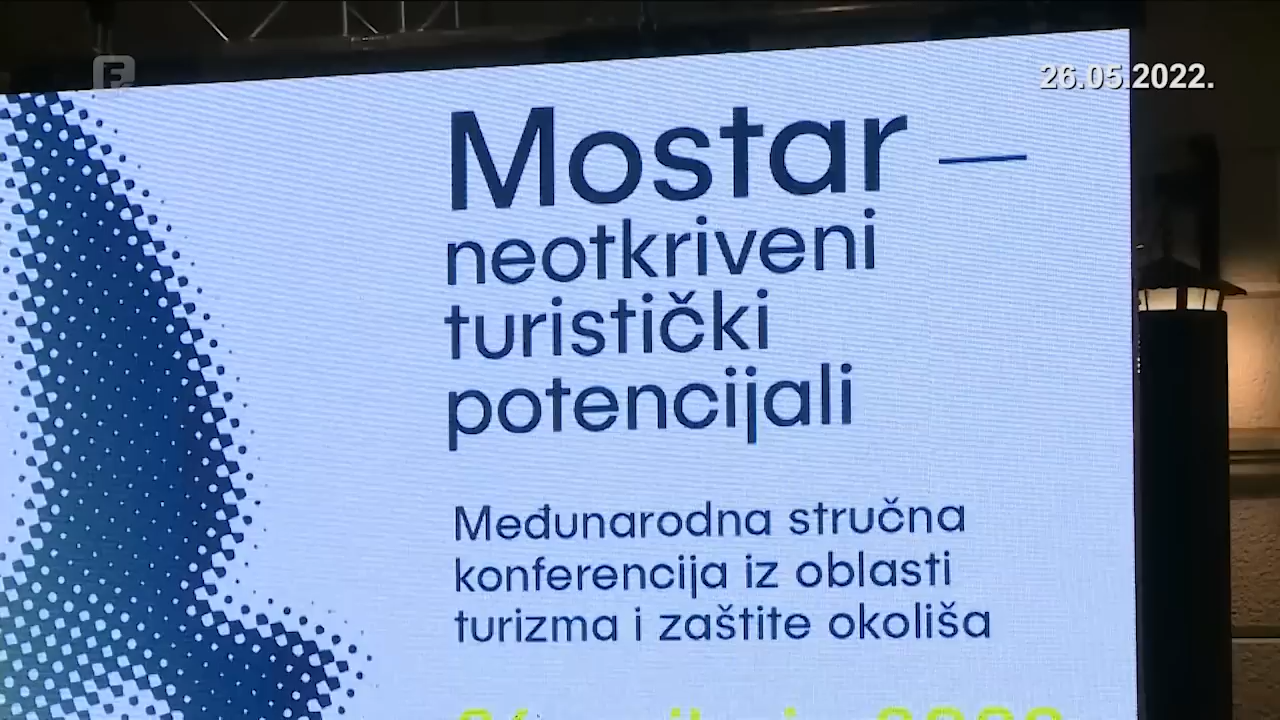 26.05.2022.
Mostar —
neotkriveni
turistički
potencijali
Međunarodna stručna
konferencija iz oblasti
turizma i zaštite okoliša